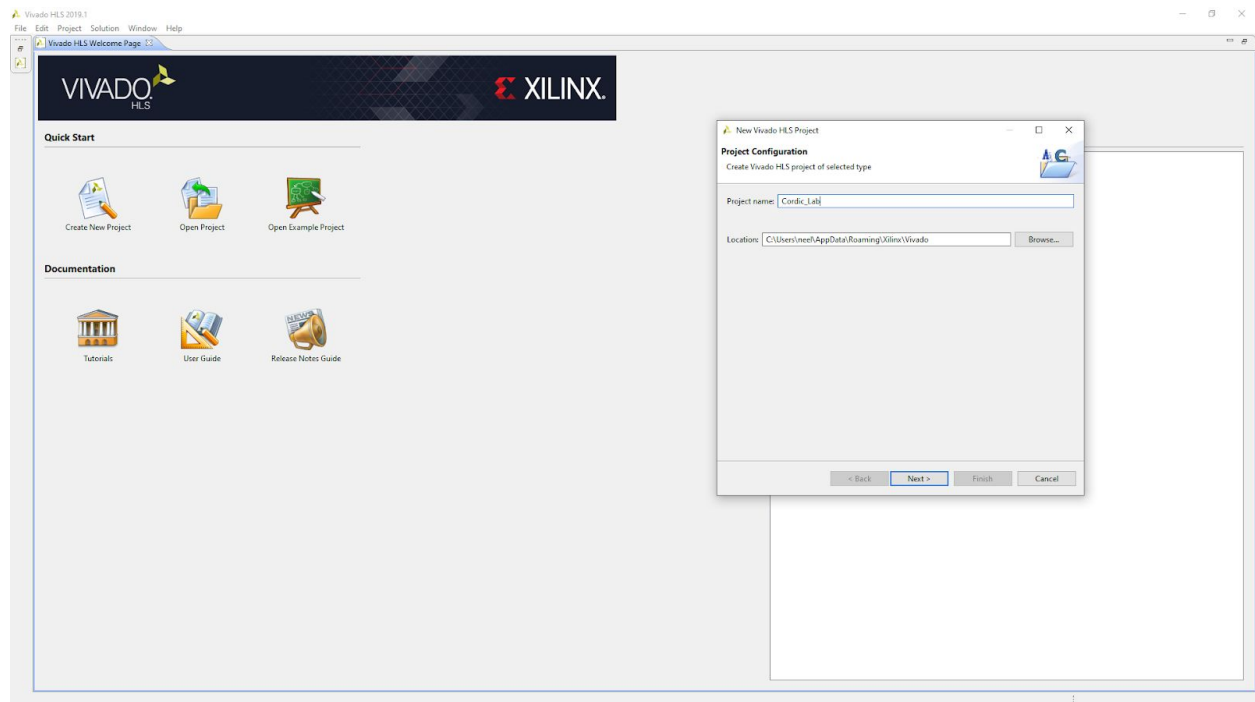 Vivado HLS 2019.1
File Edit Project Solution Window Help
Vivado HLS Welcome Page
VIVADO.
HLS
XILINX.
Quick Start
Create New Project
Open Project
Open Example Project
Documentation
Tutorials
User Guide
Release Notes Guide
New Vivado HLS Project
Project Configuration
Create Vivado HLS project of selected type
Project name: Cordic_Lab
Location: C:\Users\neel\AppData\Roaming\Xilinx\Vivado Browse...
< Back Next > Finish Cancel